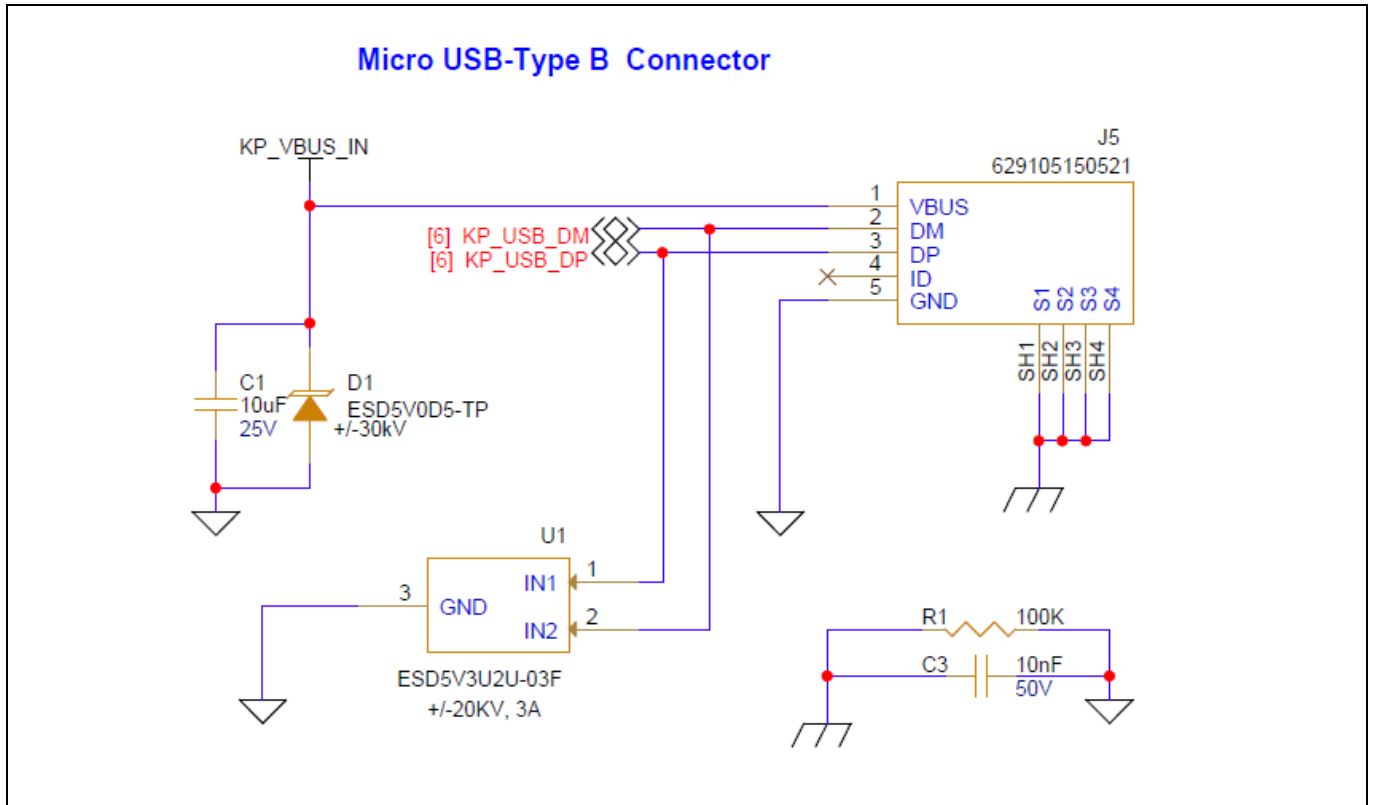 Micro USB-Type B  Connector
KP_VBUS_IN
J5
629105150521
1
VBUS
2
DM
3
DP
4
ID
5
GND
[6] KP_USB_DM
[6] KP_USB_DP
S1
S2
S3
S4
SH1
SH2
SH3
SH4
C1
10uF
25V
D1
ESD5V0D5-TP
+/-30kV
U1
IN1
1
IN2
2
3
GND
ESD5V3U2U-03F
+/-20KV, 3A
R1
100K
C3
10nF
50V